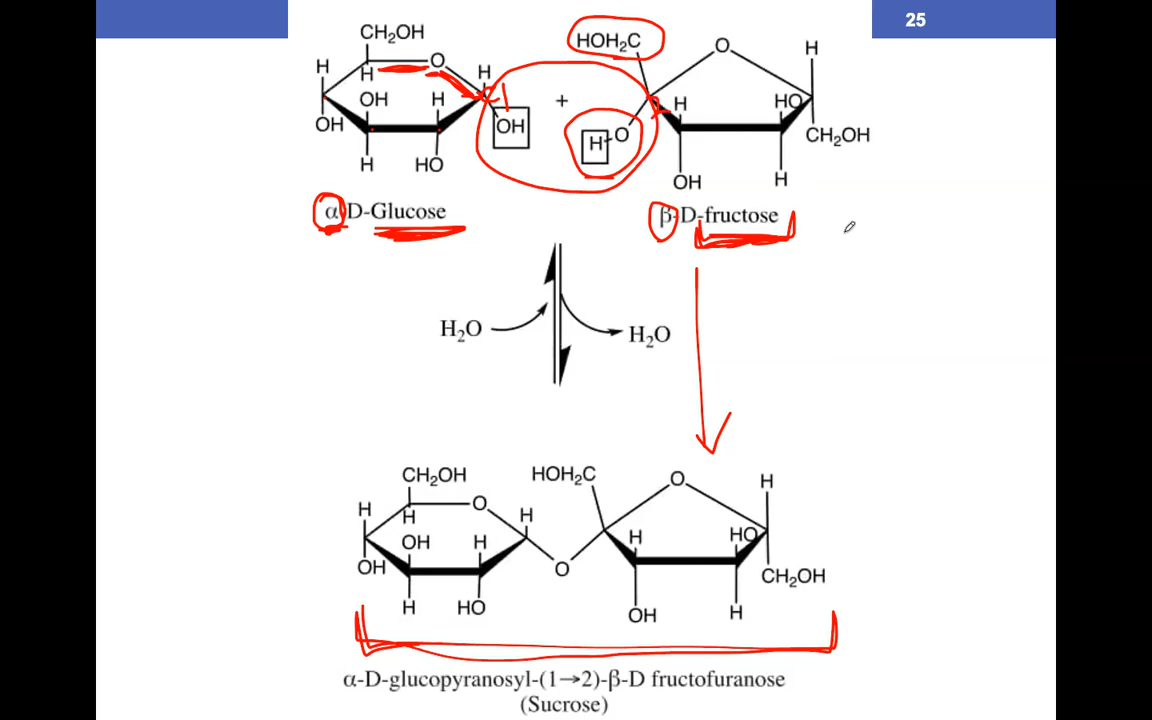 25
CH₂OH
HOH₂C
O
H
H
H
O
H
OH
H
+
H
HO
OH
OH
H
O
CH₂OH
H
HO
OH
H
α-D-Glucose
β-D-fructose
H₂O
H₂O
CH₂OH
HOH₂C
O
H
H
H
O
H
OH
H
H
HO
OH
O
CH₂OH
H
HO
OH
H
α-D-glucopyranosyl-(1→2)-β-D fructofuranose
(Sucrose)